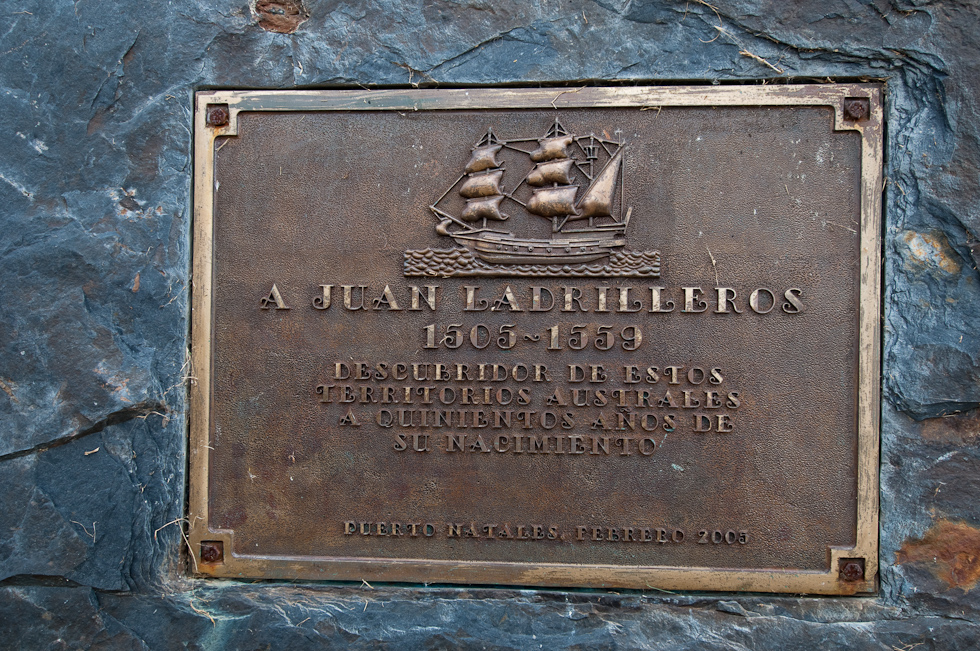 A JUAN LADRILLEROS
1505~1559
DESCUBRIDOR DE ESTOS
TERRITORIOS AUSTRALES
A QUINIENTOS AÑOS DE
SU NACIMIENTO
PUERTO NATALES, FEBRERO 2005